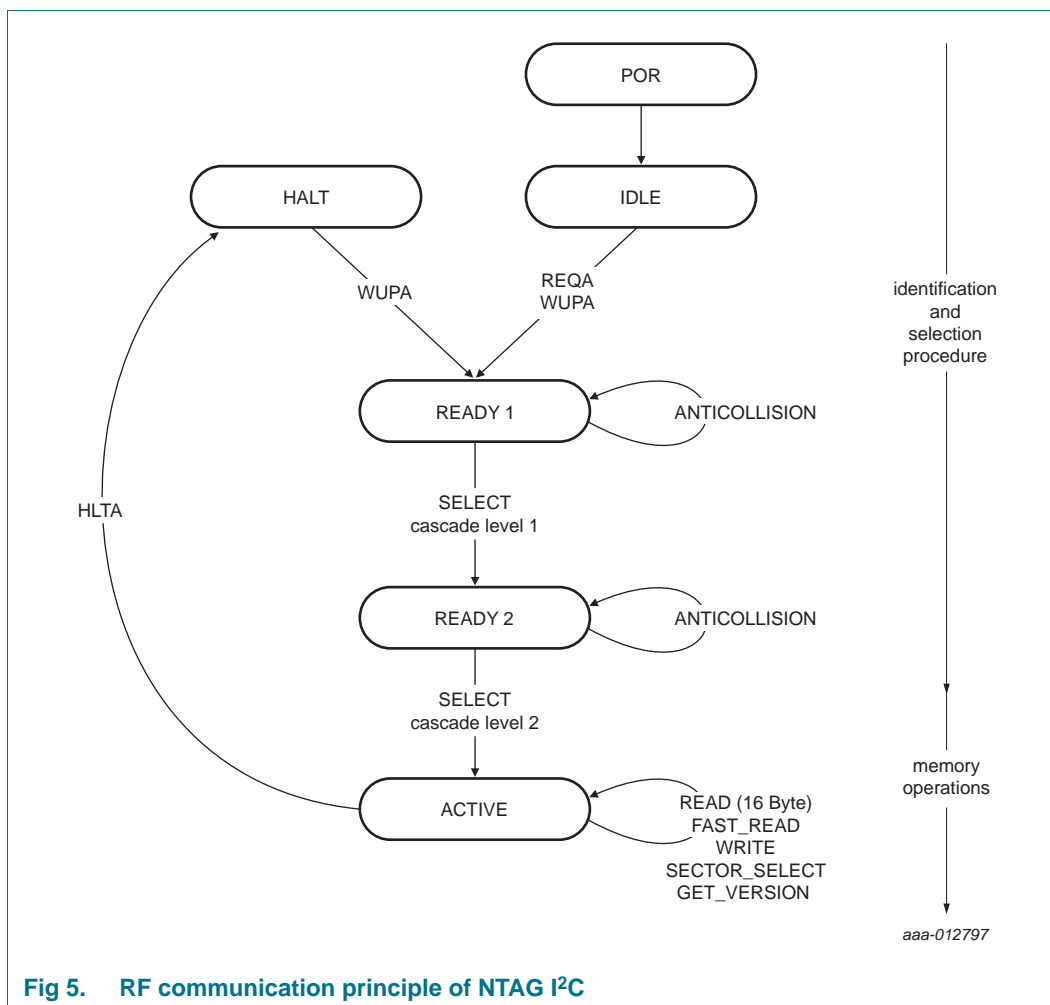 POR
HALT
IDLE
WUPA
REQA
WUPA
identification
and
selection
procedure
READY 1
ANTICOLLISION
SELECT
cascade level 1
HLTA
READY 2
ANTICOLLISION
SELECT
cascade level 2
memory
operations
ACTIVE
READ (16 Byte)
FAST_READ
WRITE
SECTOR_SELECT
GET_VERSION
aaa-012797
Fig 5. RF communication principle of NTAG I²C